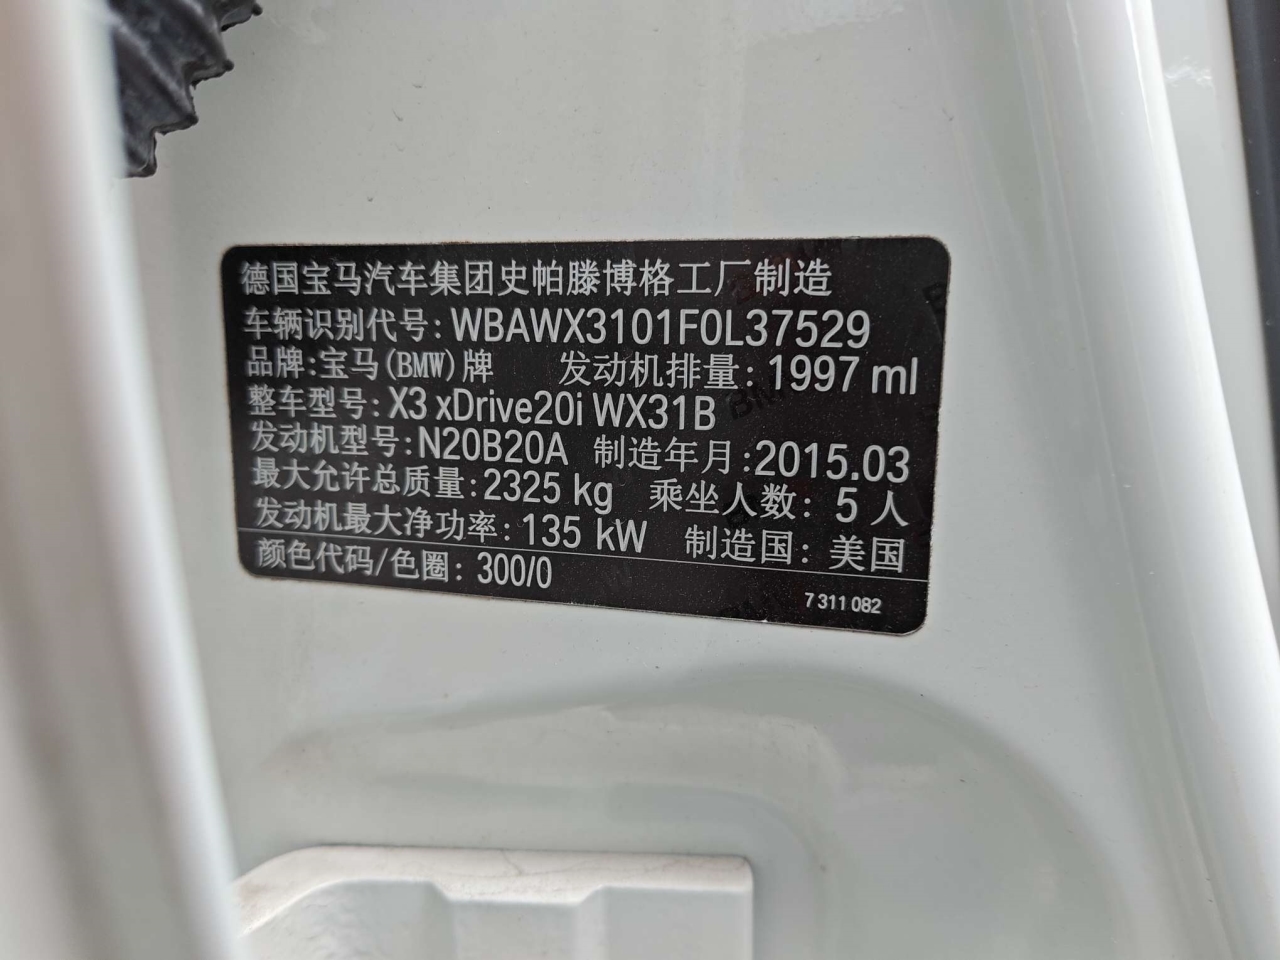 德国宝马汽车集团史帕滕博格工厂制造
车辆识别代号: WBAWX3101F0L37529
品牌:宝马(BMW)牌 发动机排量: 1997 ml
整车型号: X3 xDrive20i WX31B
发动机型号: N20B20A 制造年月:2015.03
最大允许总质量: 2325 kg 乘坐人数: 5 人
发动机最大净功率: 135 kW 制造国: 美国
颜色代码/色圈: 300/0
7 311 082